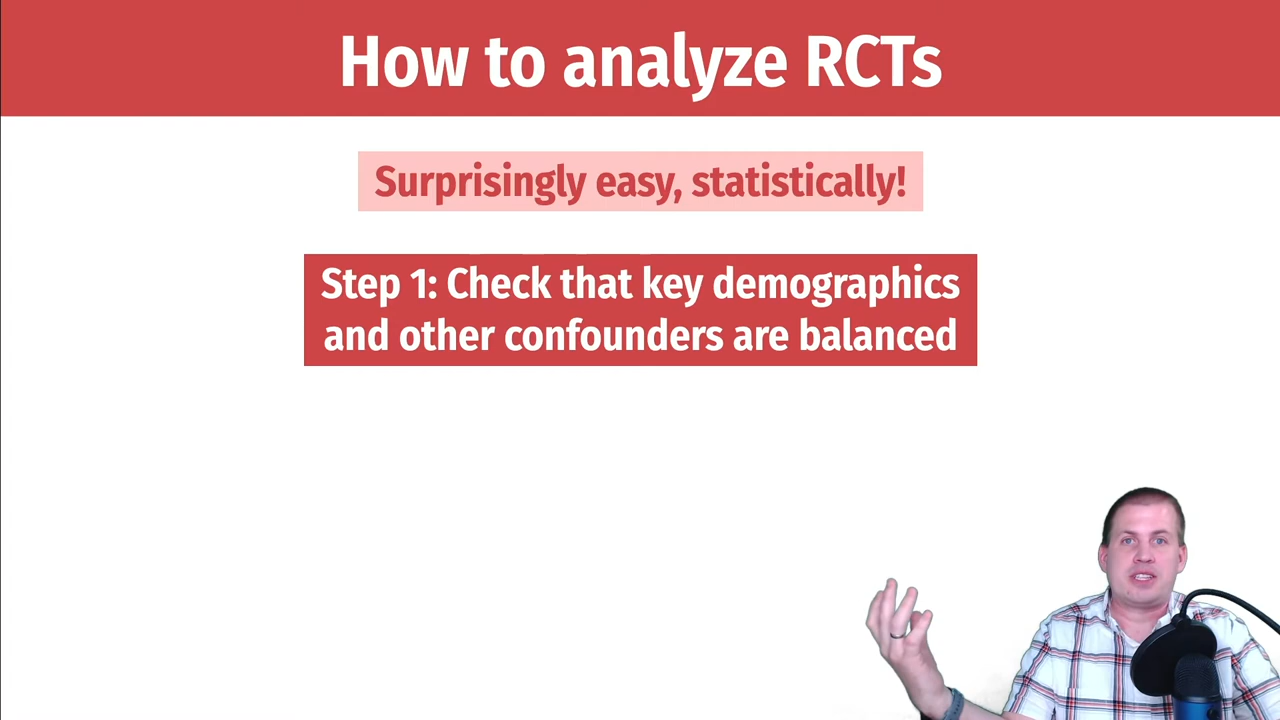 How to analyze RCTs
Surprisingly easy, statistically!
Step 1: Check that key demographics
and other confounders are balanced